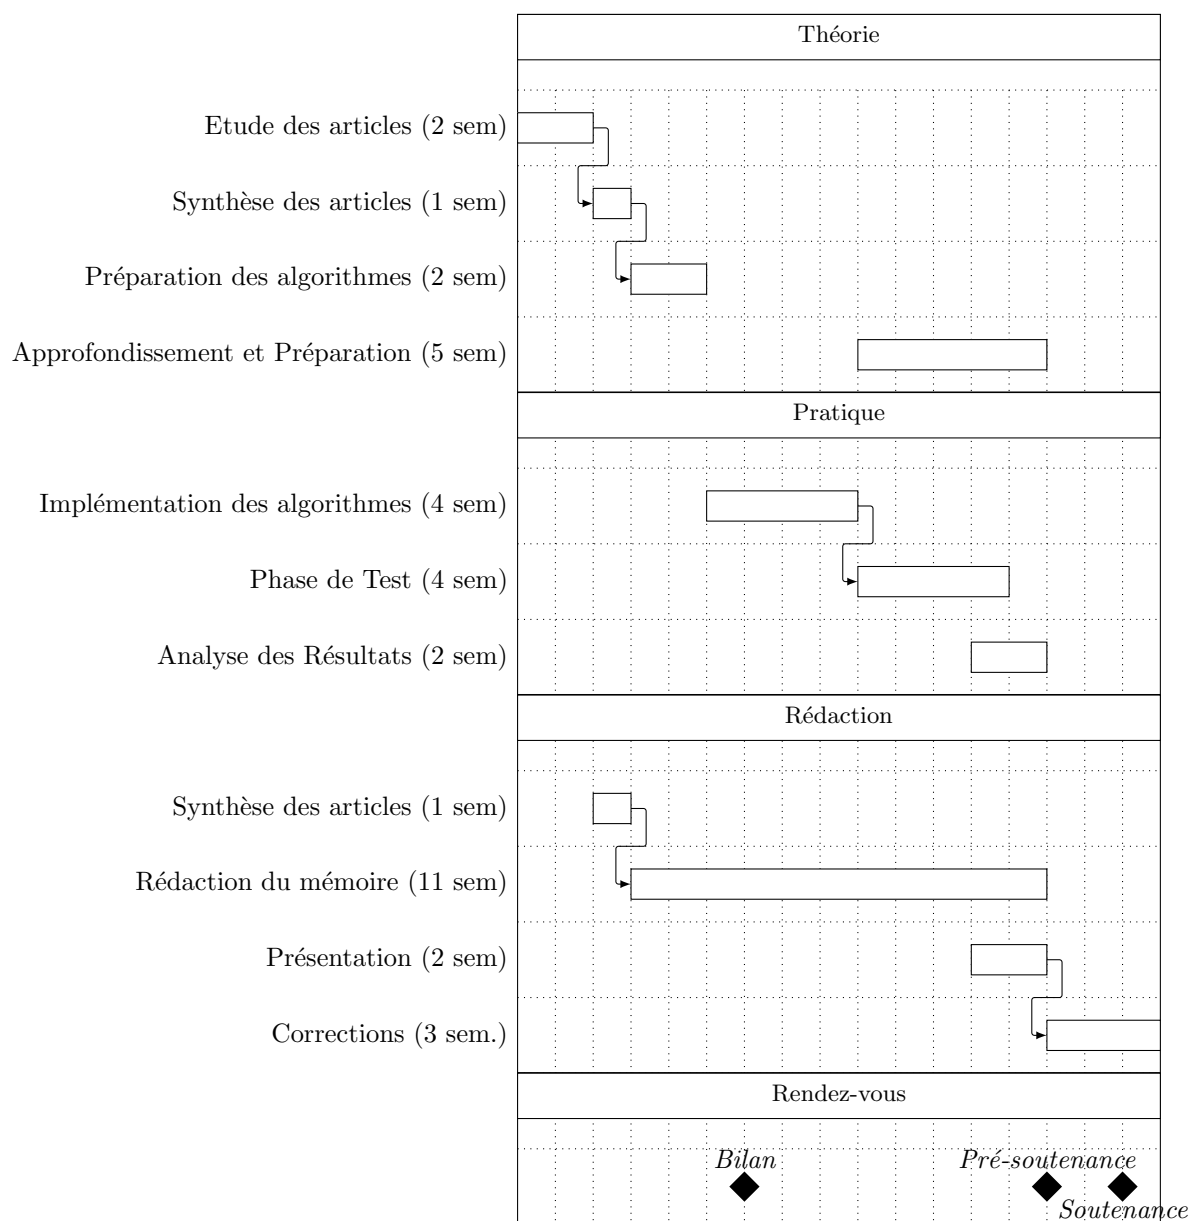 Théorie
Etude des articles (2 sem)
Synthèse des articles (1 sem)
Préparation des algorithmes (2 sem)
Approfondissement et Préparation (5 sem)
Pratique
Implémentation des algorithmes (4 sem)
Phase de Test (4 sem)
Analyse des Résultats (2 sem)
Rédaction
Synthèse des articles (1 sem)
Rédaction du mémoire (11 sem)
Présentation (2 sem)
Corrections (3 sem.)
Rendez-vous
Bilan
Pré-soutenance
Soutenance